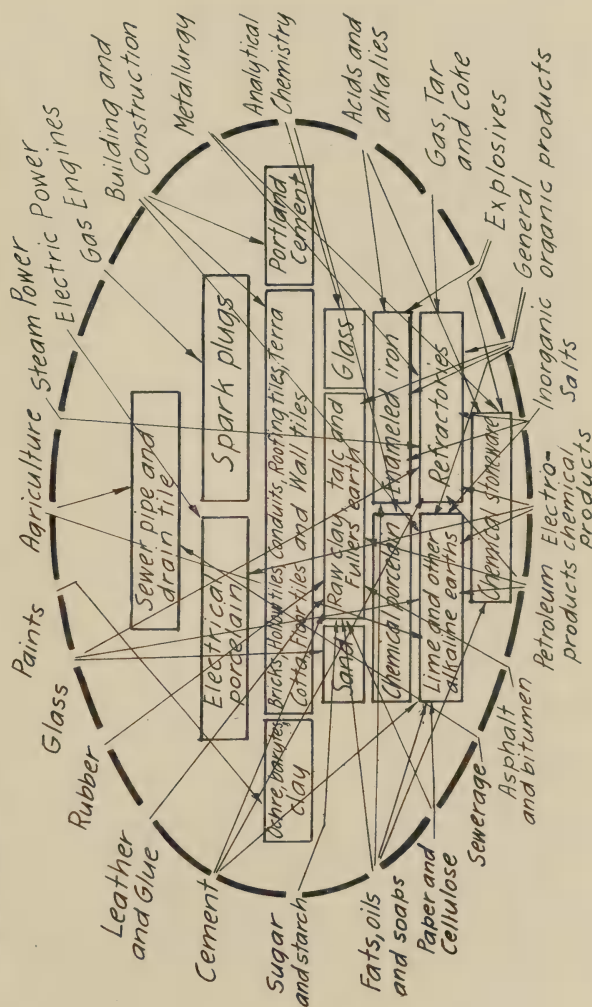 Agriculture
Steam Power
Electric Power
Gas Engines
Building and
Construction
Metallurgy
Analytical
Chemistry
Acids and
alkalies
Gas, Tar
and Coke
Explosives
General
organic products
Inorganic
Salts
Electro-
chemical
products
Petroleum
products
Asphalt
and bitumen
Sewerage
Paper and
Cellulose
Fats, oils
and soaps
Sugar
and starch
Cement
Leather
and Glue
Rubber
Glass
Paints
Sewer pipe and
drain tile
Electrical
porcelain
Spark plugs
Ochre, barytes,
clay
Bricks, Hollow tiles, Conduits, Roofing tiles, Terra
Cotta, Floor tiles and Wall tiles
Portland
Cement
Sand
Raw clay, talc and
Fullers earth
Glass
Chemical porcelain
Enameled iron
Lime and other
alkaline earths
Refractories
Chemical stoneware